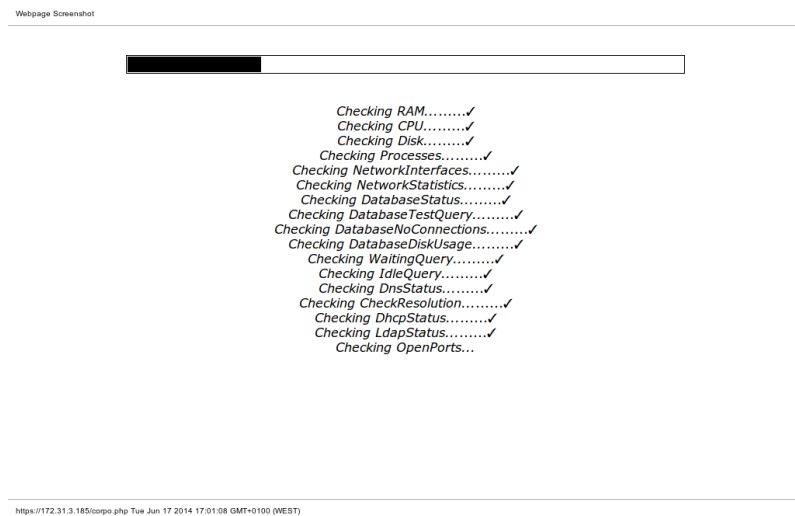 Webpage Screenshot
Checking RAM.........✓
Checking CPU.........✓
Checking Disk.........✓
Checking Processes.........✓
Checking NetworkInterfaces.........✓
Checking NetworkStatistics.........✓
Checking DatabaseStatus.........✓
Checking DatabaseTestQuery.........✓
Checking DatabaseNoConnections.........✓
Checking DatabaseDiskUsage.........✓
Checking WaitingQuery.........✓
Checking IdleQuery.........✓
Checking DnsStatus.........✓
Checking CheckResolution.........✓
Checking DhcpStatus.........✓
Checking LdapStatus.........✓
Checking OpenPorts...
https://172.31.3.185/corpo.php Tue Jun 17 2014 17:01:08 GMT+0100 (WEST)